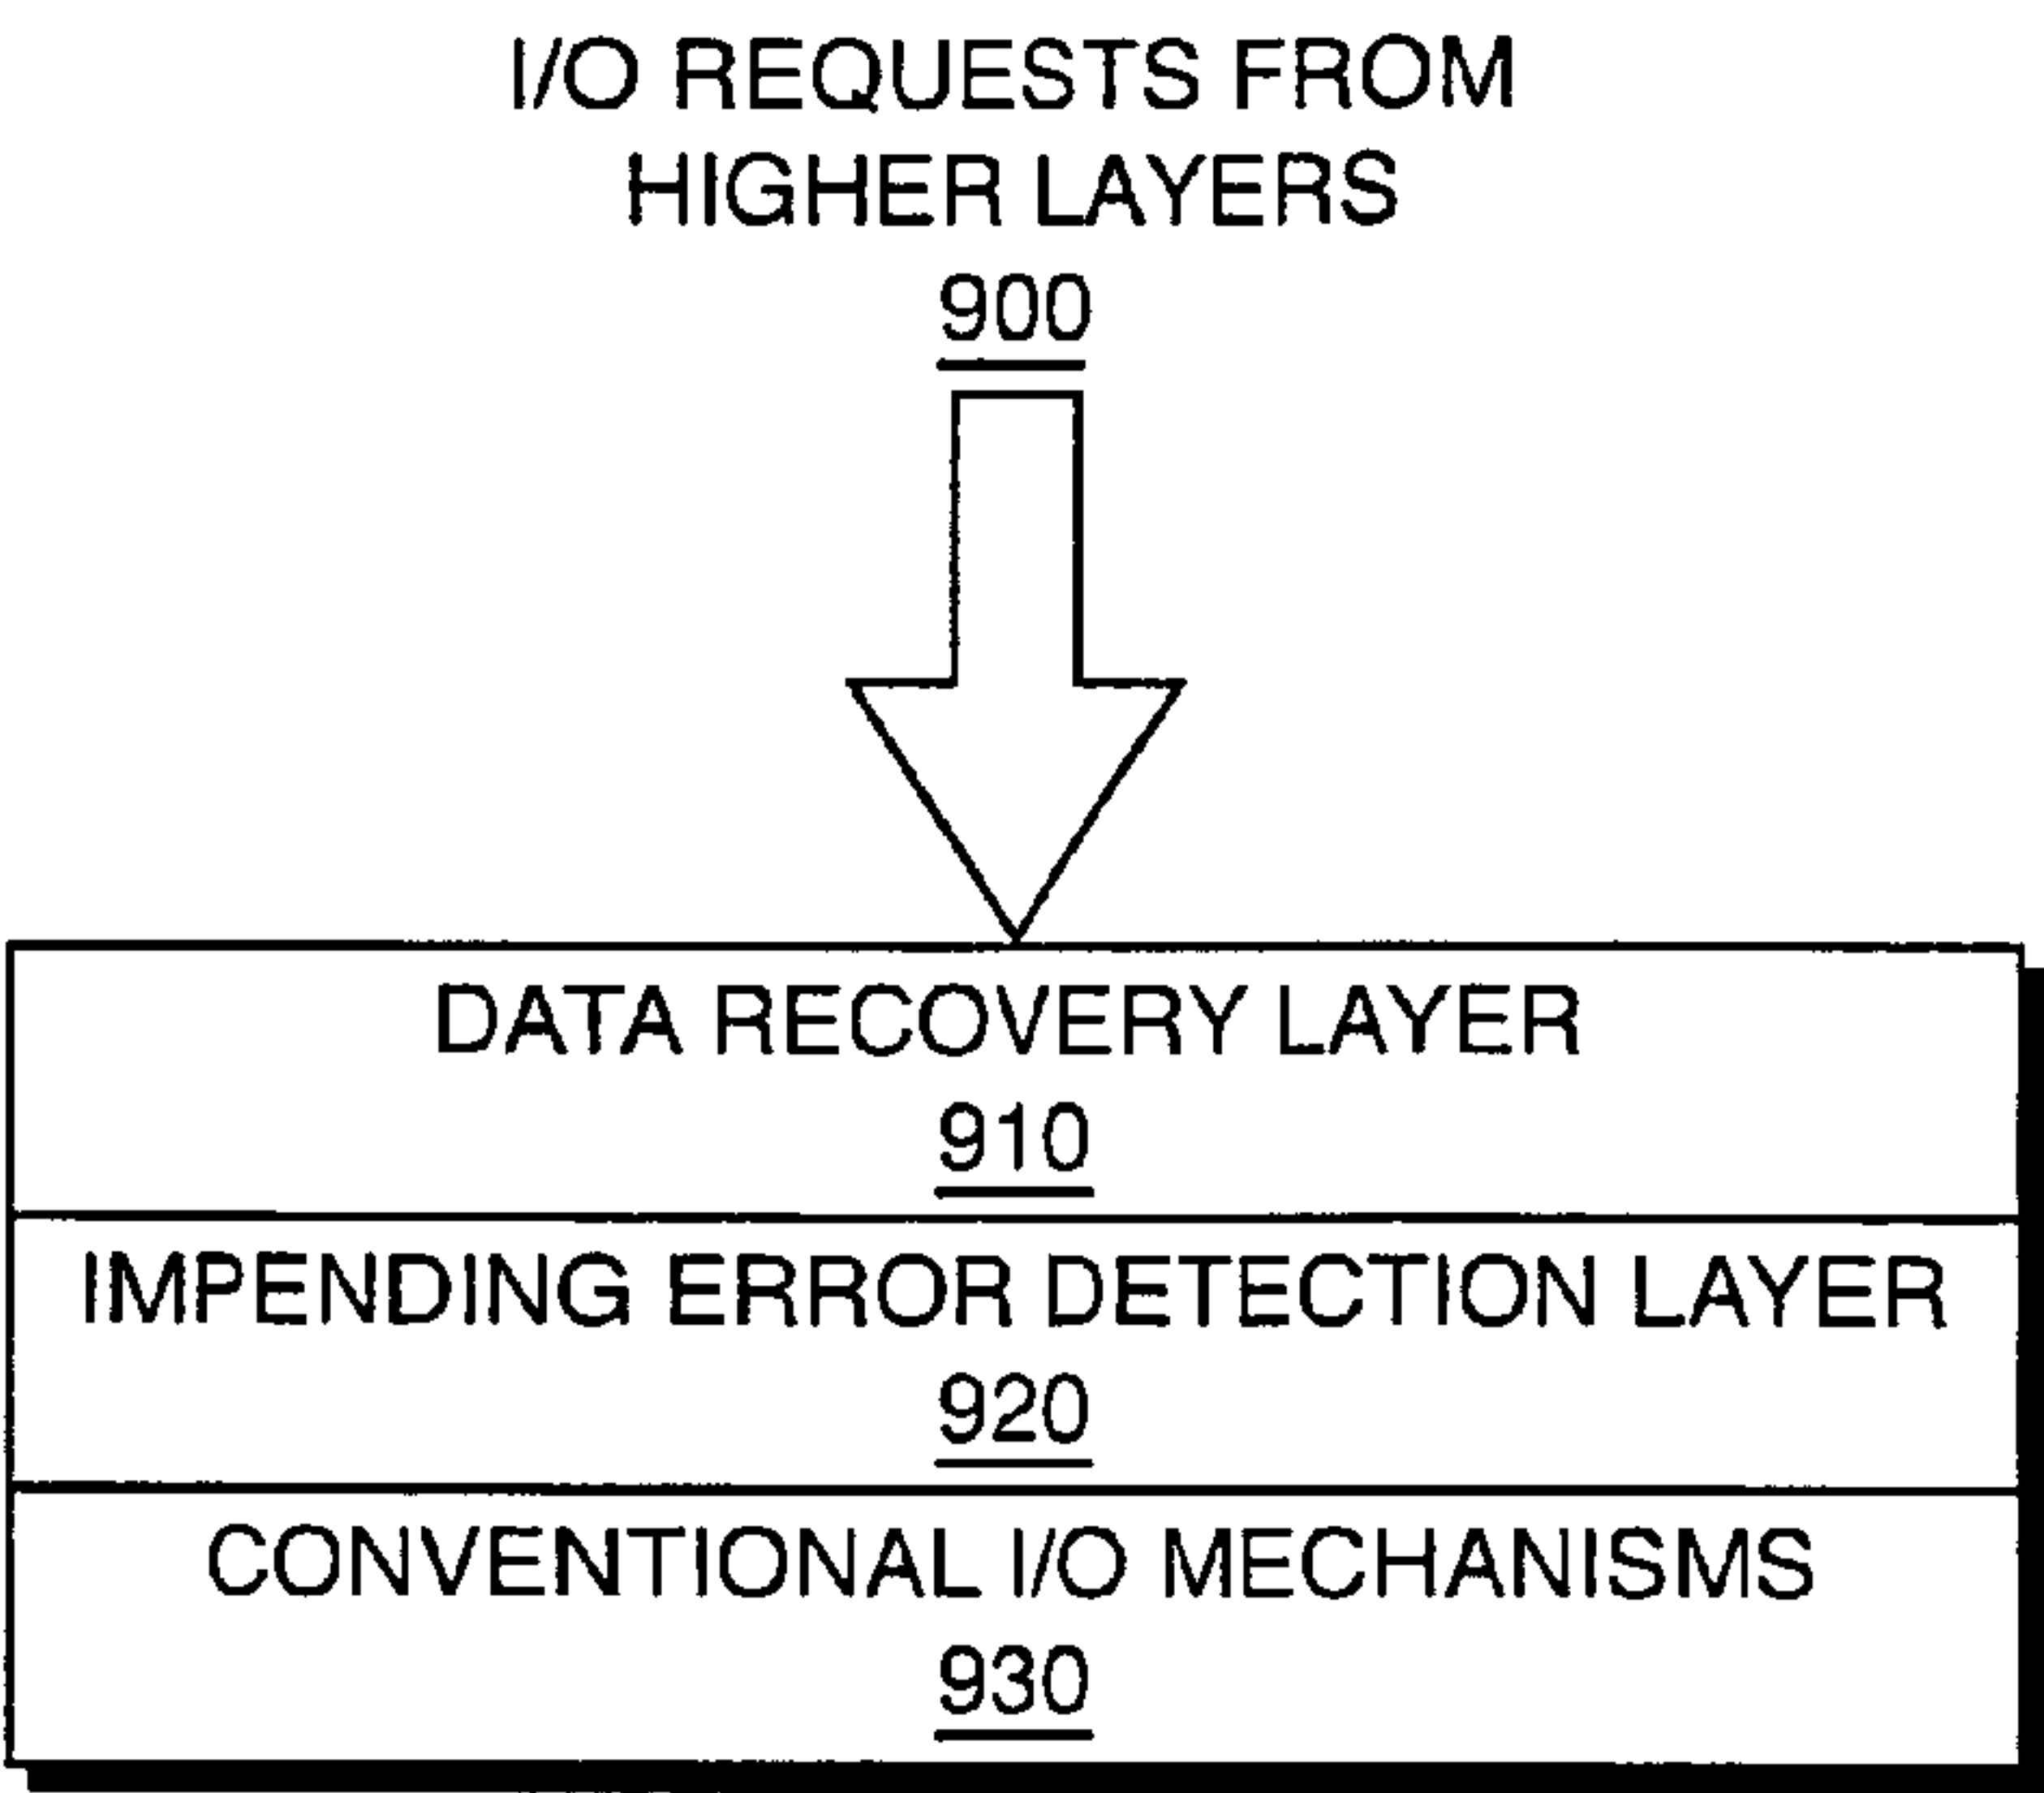 I/O REQUESTS FROM
HIGHER LAYERS
900
DATA RECOVERY LAYER
910
IMPENDING ERROR DETECTION LAYER
920
CONVENTIONAL I/O MECHANISMS
930